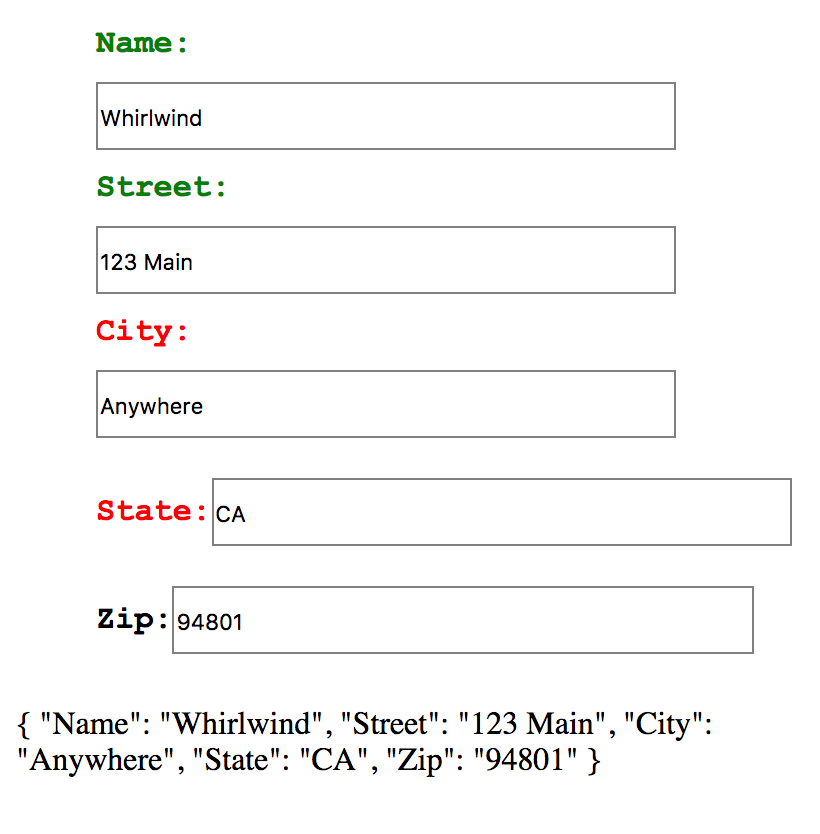 Name:
Whirlwind
Street:
123 Main
City:
Anywhere
State: CA
Zip: 94801
{ "Name": "Whirlwind", "Street": "123 Main", "City":
"Anywhere", "State": "CA", "Zip": "94801" }